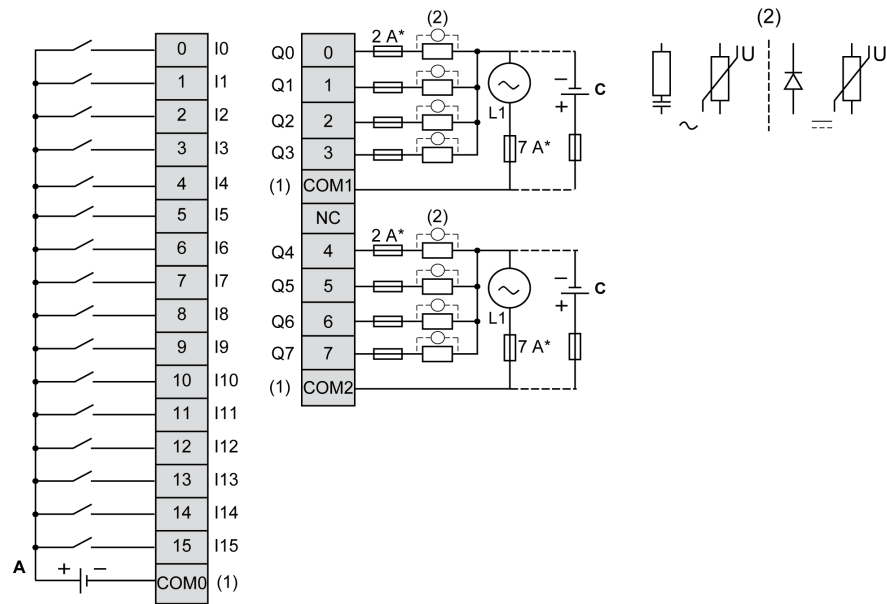 0 I0
1 I1
2 I2
3 I3
4 I4
5 I5
6 I6
7 I7
8 I8
9 I9
10 I10
11 I11
12 I12
13 I13
14 I14
15 I15
A + − COM0 (1)
(2)
Q0 0 2 A*
Q1 1
Q2 2
Q3 3
(1) COM1
L1
7 A*
− + C
NC
(2)
Q4 4 2 A*
Q5 5
Q6 6
Q7 7
(1) COM2
L1
7 A*
− + C
(2)
U U